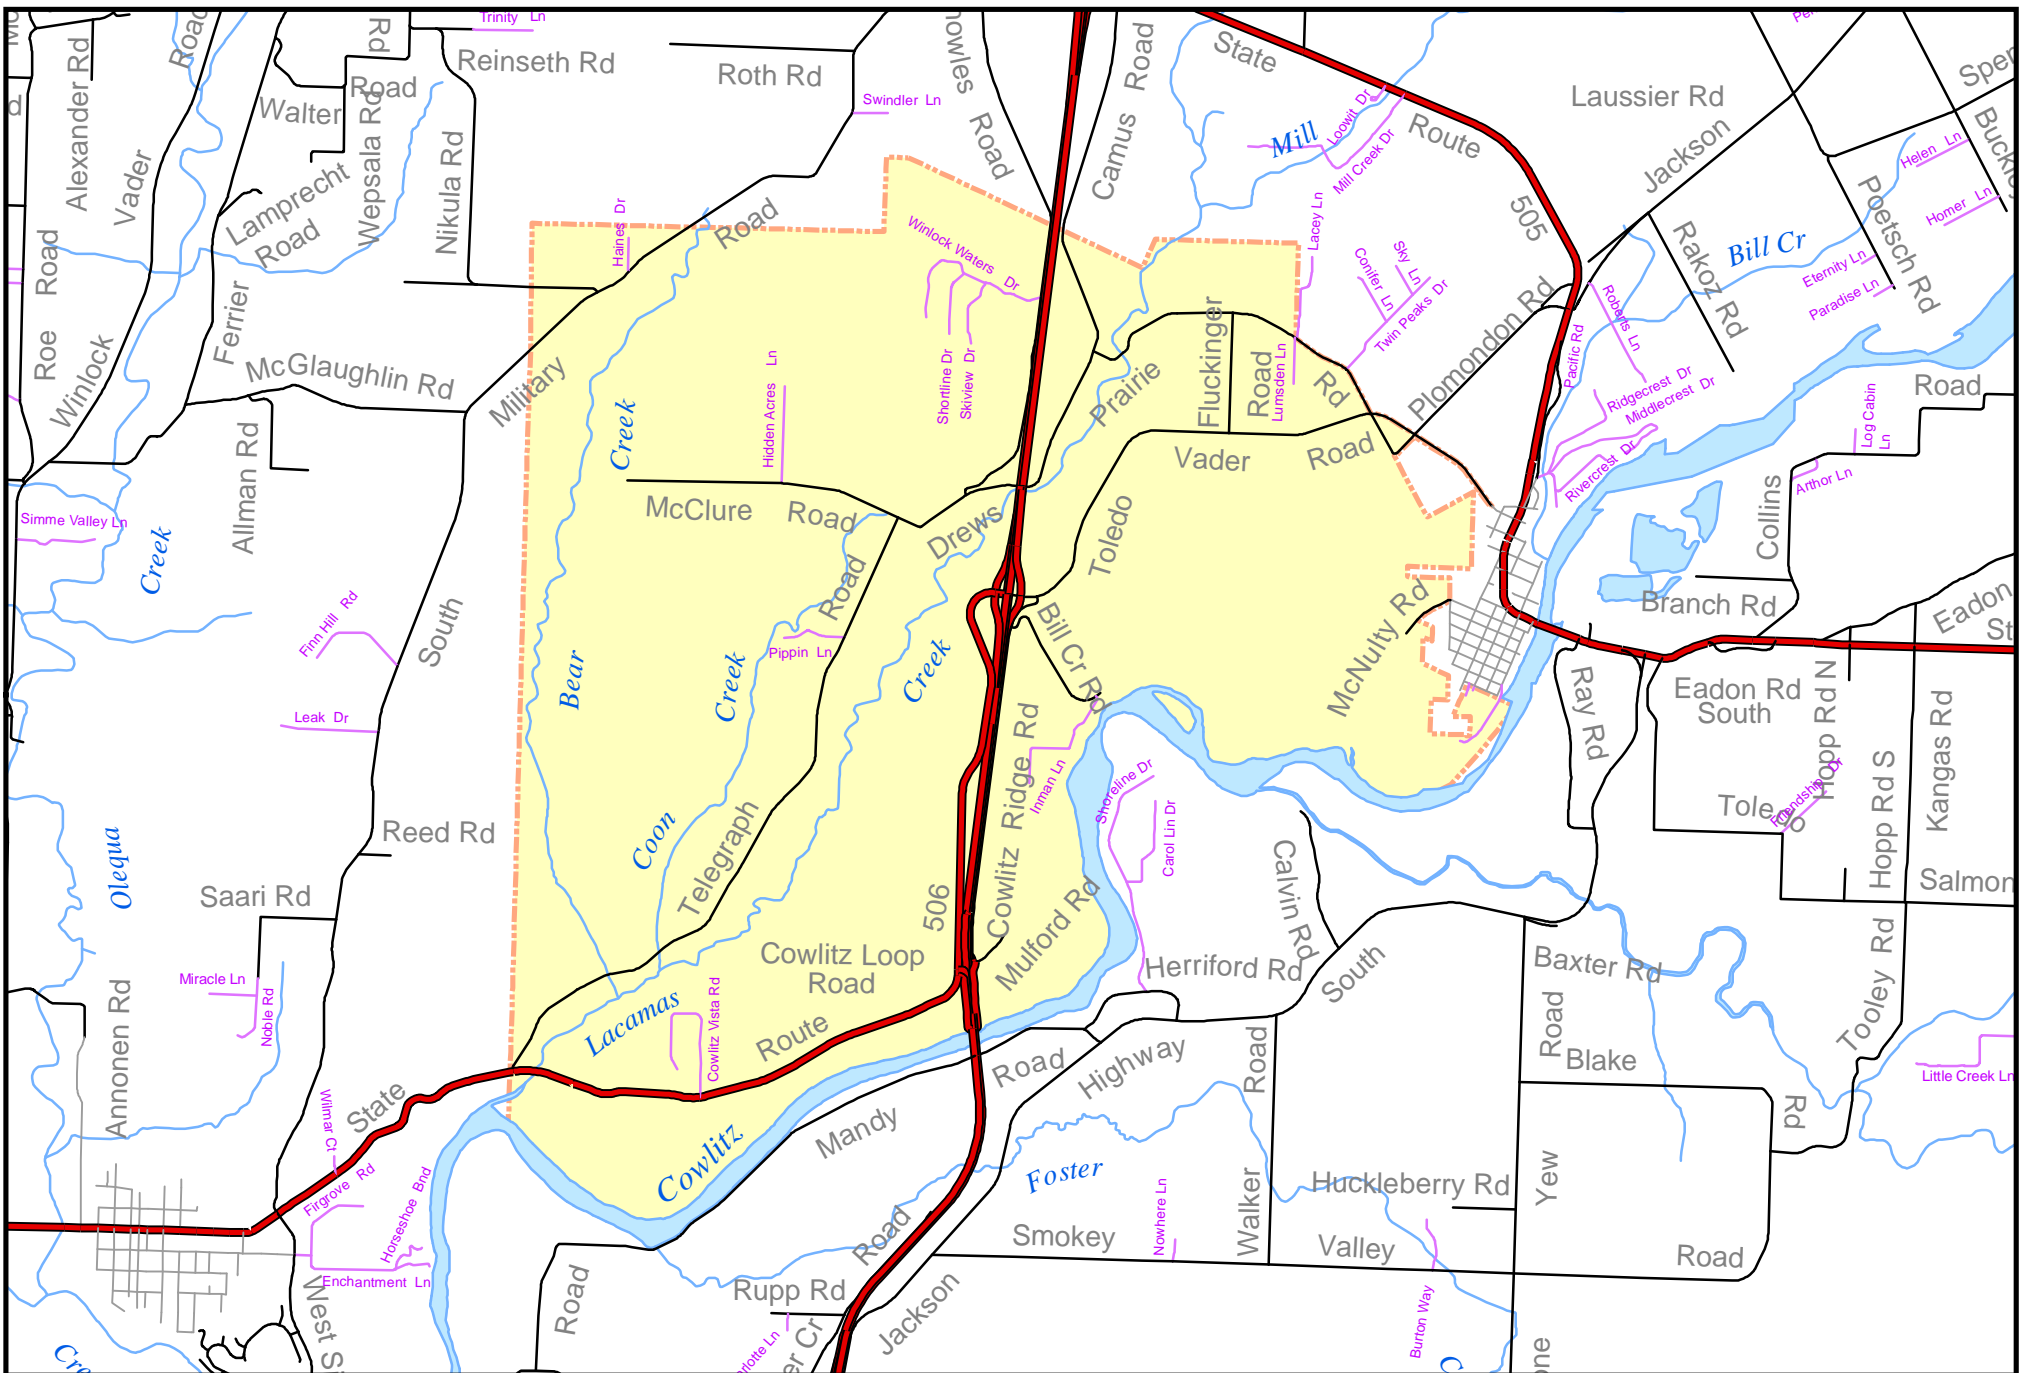 Trinity Ln
Road
Rd
Alexander Rd
Reinseth Rd
Roth Rd
Swindler Ln
Road
Camus Road
State
Route
505
Laussier Rd
Jackson
Walter
Road
Wepsala Rd
Nikula Rd
Lamprecht
Road
Vader
Winlock
Roe Road
Ferrier
McGlaughlin Rd
Military
Road
Haines Dr
Winlock Waters Dr
Shortline Dr
Skiview Dr
Hidden Acres Ln
Mill
Loowit Dr
Mill Creek Dr
Lacey Ln
Conifer Ln
Sky Ln
Twin Peaks Dr
Lumsden Ln
Helen Ln
Homer Ln
Poetsch Rd
Bill Cr
Rakoz Rd
Eternity Ln
Paradise Ln
Roberts Ln
Pacific Rd
Plomondon Rd
Ridgecrest Dr
Middlecrest Dr
Rivercrest Dr
Prairie
Rd
Fluckinger
Road
Vader
Road
Toledo
Road
Log Cabin
Ln
Arthor Ln
Collins
Branch Rd
Allman Rd
Creek
McClure
Road
Drews
Simme Valley Ln
Creek
Finn Hill Rd
South
Leak Dr
Bear
Creek
Coon
Pippin Ln
Road
Telegraph
Creek
Lacamas
Bill Cr Rd
McNulty Rd
Cowlitz Ridge Rd
Inman Ln
Mulford Rd
Shoreline Dr
Carol Lin Dr
506
Cowlitz Loop
Road
Cowlitz Vista Rd
Route
State
Reed Rd
Saari Rd
Olequa
Miracle Ln
Noble Rd
Annonen Rd
Wilmar Ct
Firgrove Rd
Horseshoe Bnd
Enchantment Ln
Ray Rd
Eadon Rd
South
Eadon
Hopp Rd N
Hopp Rd S
Kangas Rd
Toledo
Friendship Dr
Salmon
Tooley Rd
Little Creek Ln
Calvin Rd
Herriford Rd
South
Baxter Rd
Road
Blake
Yew
Rd
Road
Highway
Mandy
Cowlitz
Foster
Road
Walker
Huckleberry Rd
Smokey
Nowhere Ln
Valley
Road
Road
Rupp Rd
Road
Jackson
Burton Way